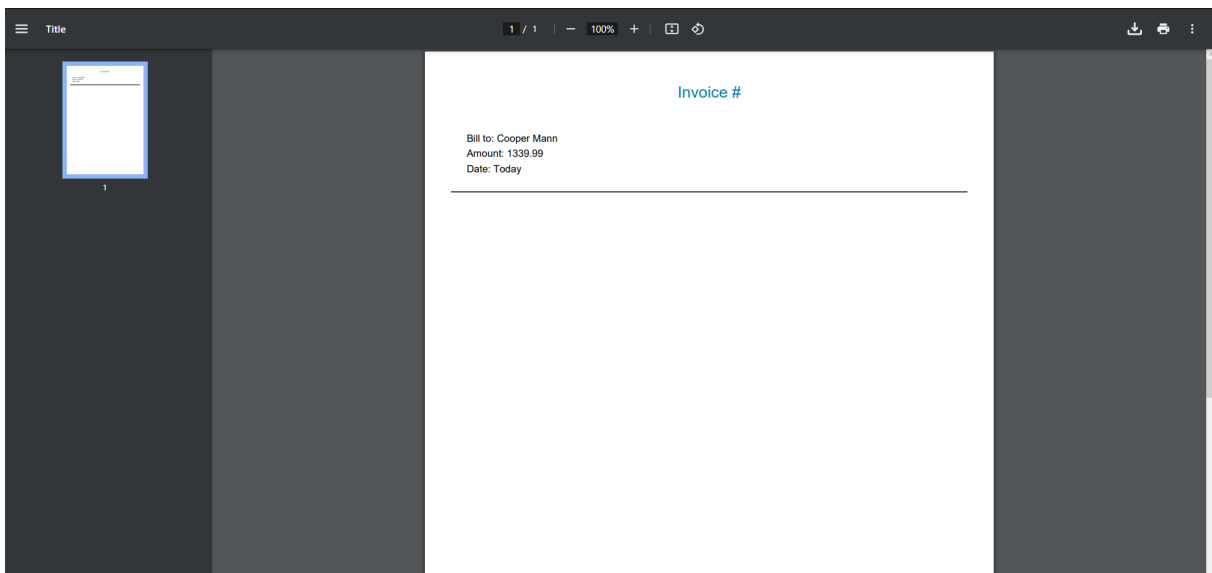 Title
1 / 1
100%
Invoice #
Bill to: Cooper Mann
Amount: 1339.99
Date: Today
1